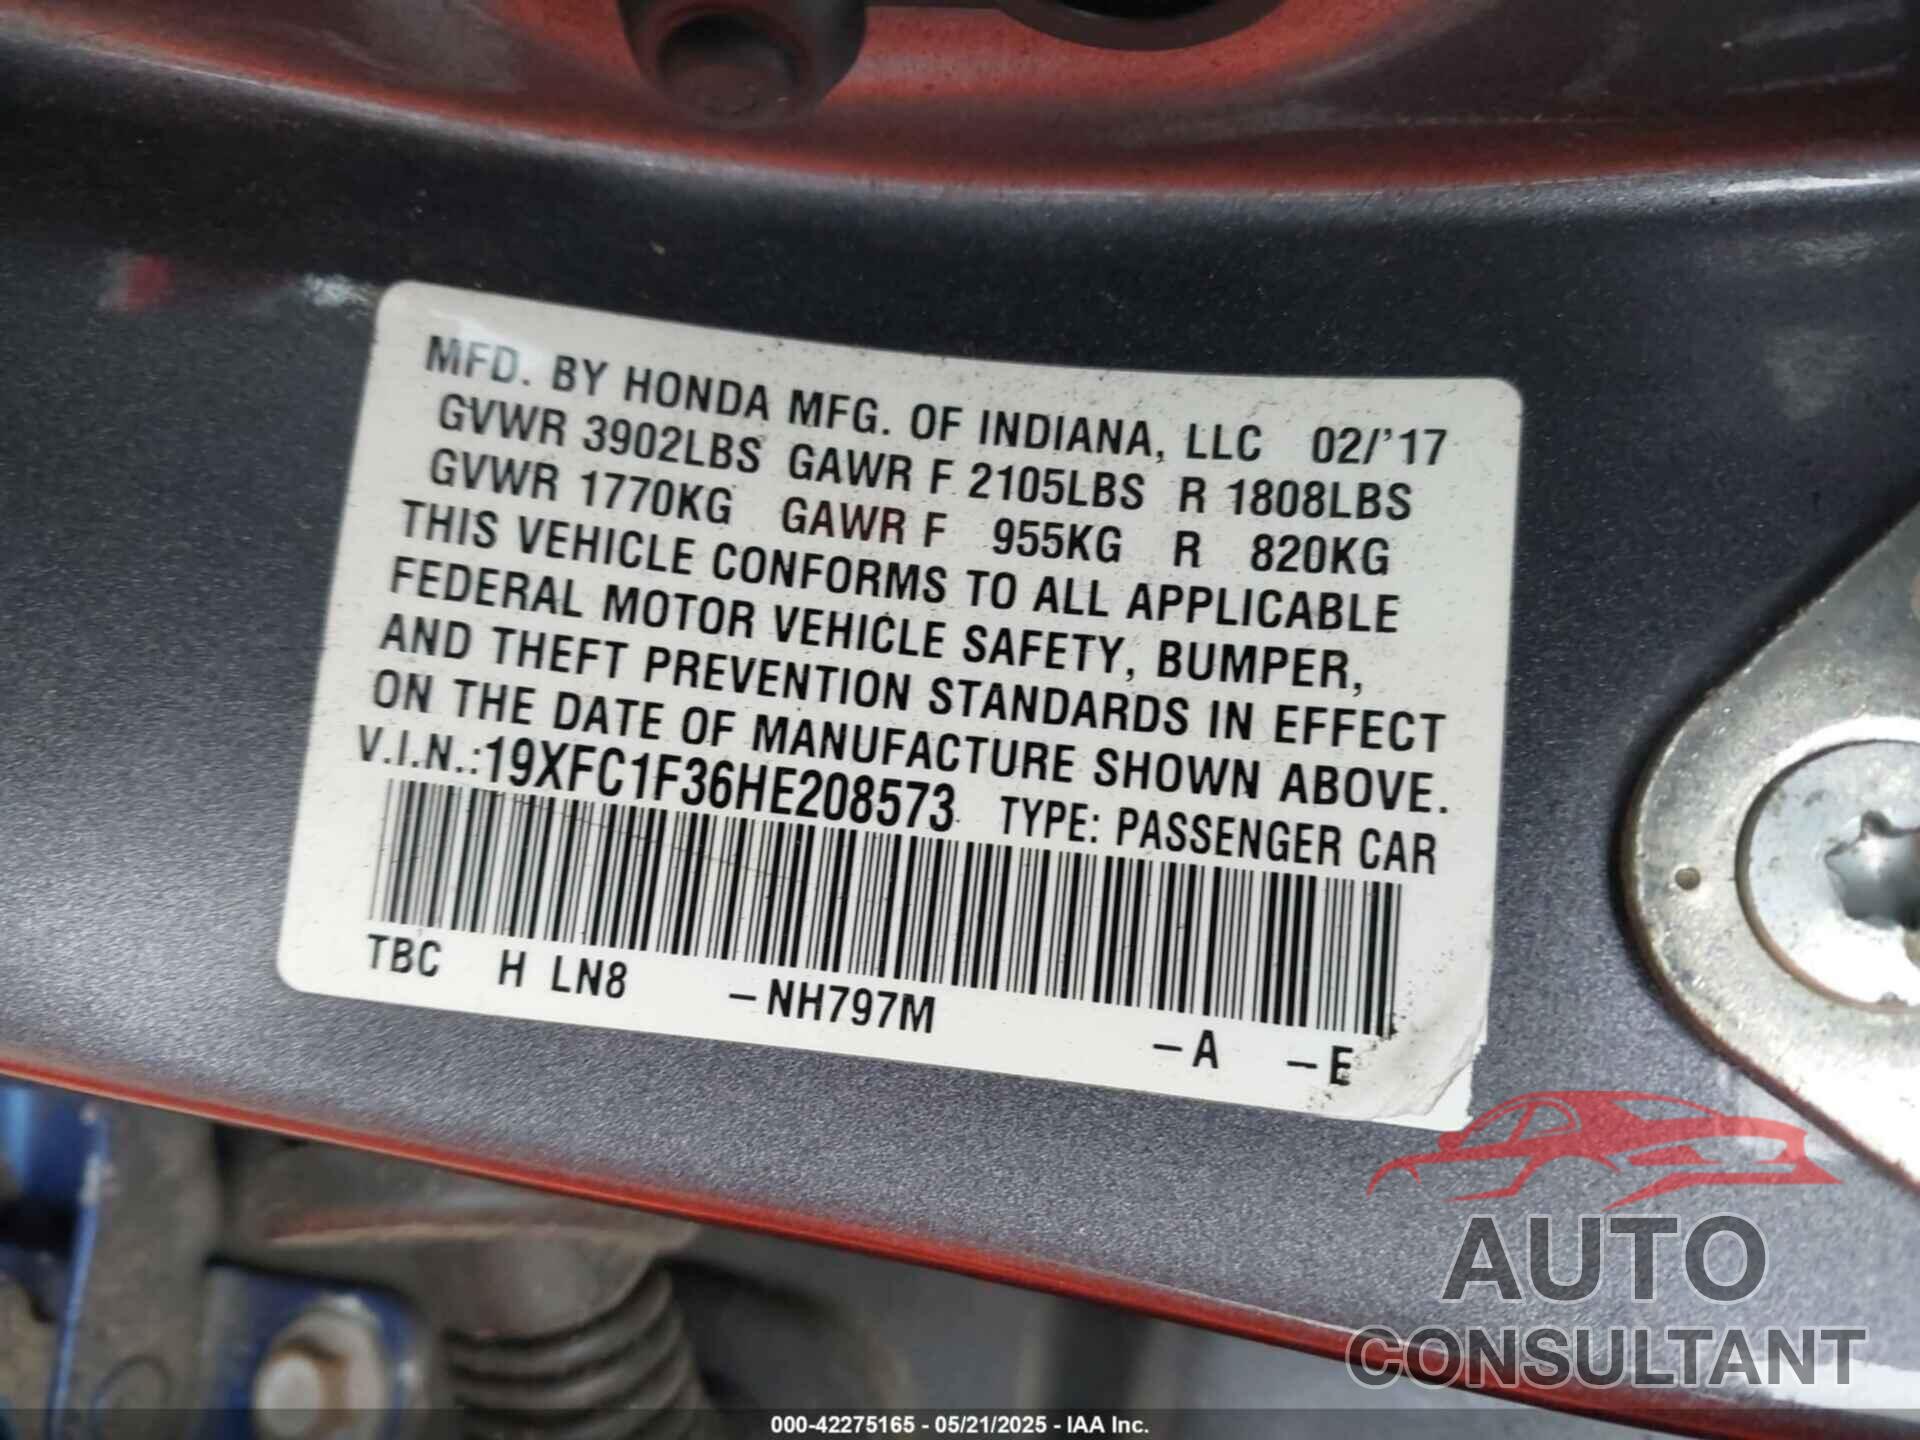 MFD. BY HONDA MFG. OF INDIANA, LLC 02/'17
GVWR 3902LBS GAWR F 2105LBS R 1808LBS
GVWR 1770KG GAWR F 955KG R 820KG
THIS VEHICLE CONFORMS TO ALL APPLICABLE
FEDERAL MOTOR VEHICLE SAFETY, BUMPER,
AND THEFT PREVENTION STANDARDS IN EFFECT
ON THE DATE OF MANUFACTURE SHOWN ABOVE.
V.I.N.:19XFC1F36HE208573 TYPE: PASSENGER CAR
TBC H LN8 –NH797M –A –E
AUTO
CONSULTANT
000-42275165 - 05/21/2025 - IAA Inc.